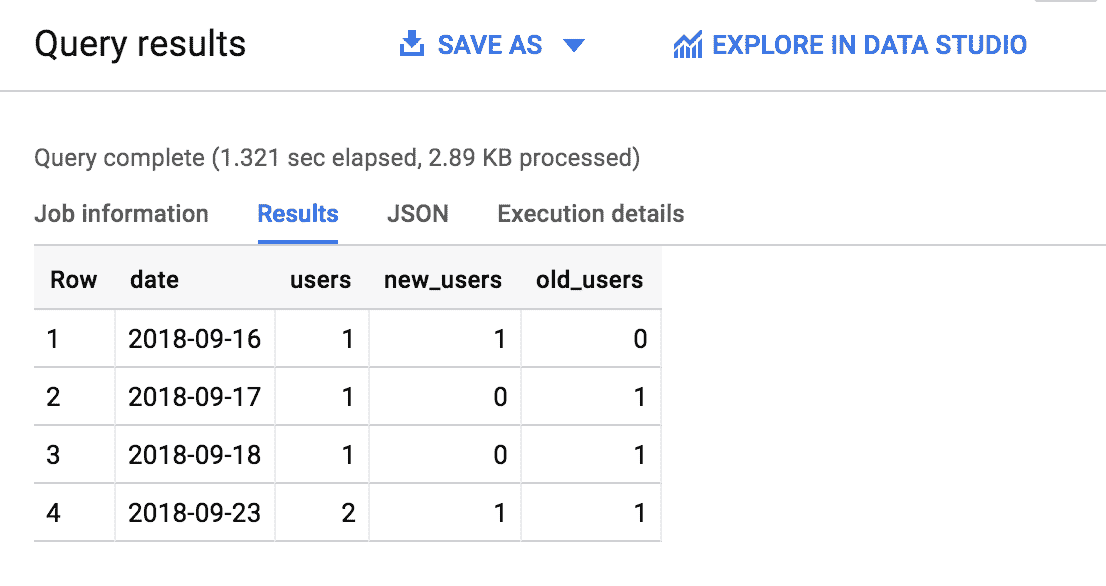 Query results SAVE AS EXPLORE IN DATA STUDIO
Query complete (1.321 sec elapsed, 2.89 KB processed)
Job information Results JSON Execution details
Row date users new_users old_users
1 2018-09-16 1 1 0
2 2018-09-17 1 0 1
3 2018-09-18 1 0 1
4 2018-09-23 2 1 1